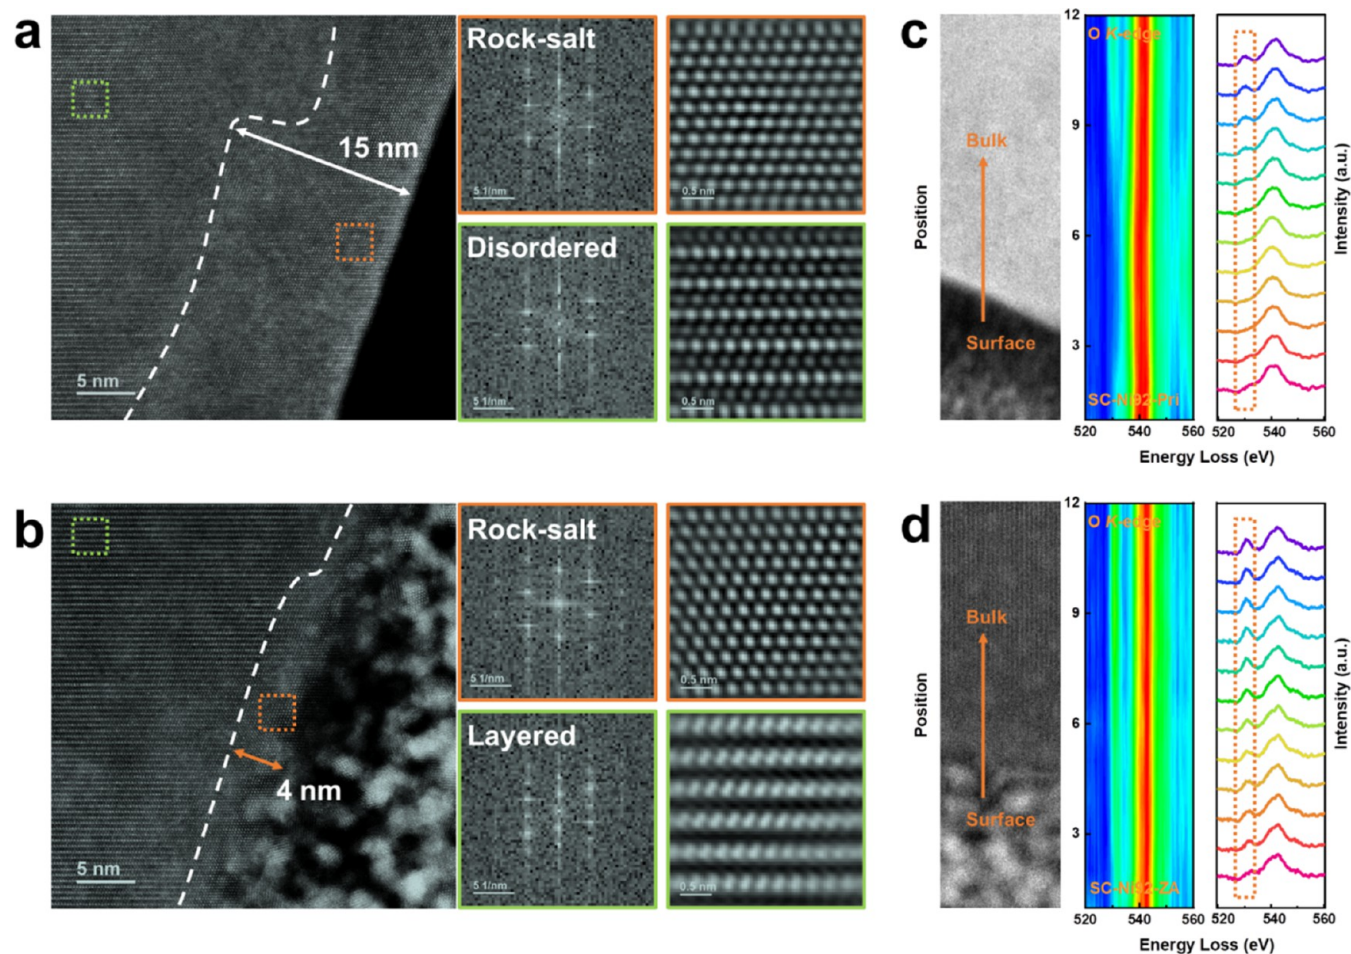 a
15 nm
5 nm
Rock-salt
5 1/nm
0.5 nm
Disordered
5 1/nm
0.5 nm
b
4 nm
5 nm
Rock-salt
5 1/nm
0.5 nm
Layered
5 1/nm
0.5 nm
c
Position
Bulk
Surface
12
9
6
3
O K-edge
SC-Ni92-Pri
520 540 560
520 540 560
Energy Loss (eV)
Intensity (a.u.)
d
Position
Bulk
Surface
12
9
6
3
O K-edge
SC-Ni92-ZA
520 540 560
520 540 560
Energy Loss (eV)
Intensity (a.u.)